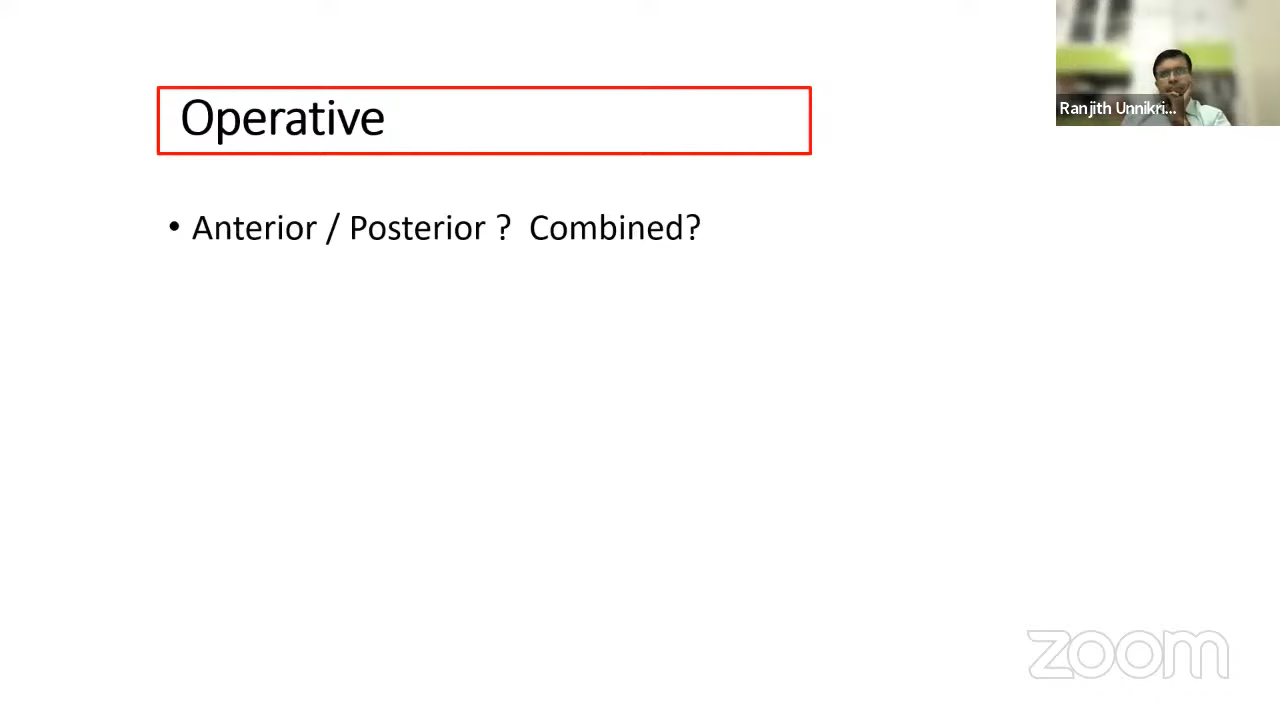 Operative
• Anterior / Posterior ? Combined?
Ranjith Unnikri...
zoom